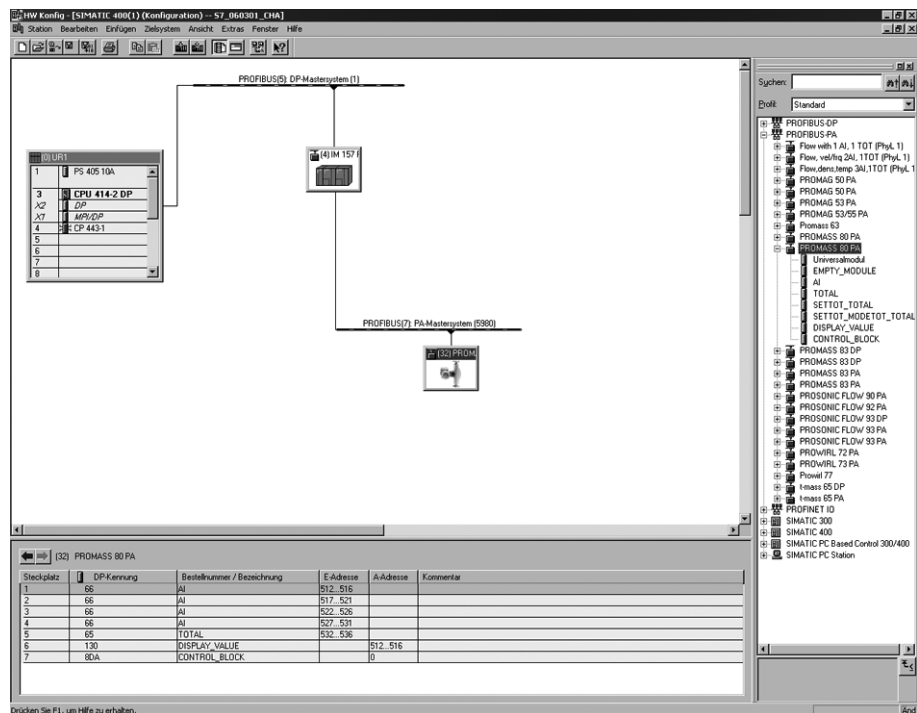 HW Konfig - [SIMATIC 400(1) (Konfiguration) -- S7_060301_CHA]
Station Bearbeiten Einfügen Zielsystem Ansicht Extras Fenster Hilfe
PROFIBUS(5): DP-Mastersystem (1)
(0) UR1
1 PS 405 10A
3 CPU 414-2 DP
X2 DP
X1 MPI/DP
4 CP 443-1
5
6
7
8
(4) IM 157
PROFIBUS(7): PA-Mastersystem (5980)
(32) PROM
Suchen:
Profil: Standard
PROFIBUS-DP
PROFIBUS-PA
Flow with 1 AI, 1 TOT (PhyL 1)
Flow, vel/frq 2AI, 1TOT (PhyL 1)
Flow,dens,temp 3AI,1TOT (PhyL 1
PROMAG 50 PA
PROMAG 50 PA
PROMAG 53 PA
PROMAG 53/55 PA
Promass 63
PROMASS 80 PA
PROMASS 80 PA
Universalmodul
EMPTY_MODULE
AI
TOTAL
SETTOT_TOTAL
SETTOT_MODETOT_TOTAL
DISPLAY_VALUE
CONTROL_BLOCK
PROMASS 83 DP
PROMASS 83 DP
PROMASS 83 PA
PROMASS 83 PA
PROSONIC FLOW 90 PA
PROSONIC FLOW 92 PA
PROSONIC FLOW 93 DP
PROSONIC FLOW 93 PA
PROSONIC FLOW 93 PA
PROWIRL 72 PA
PROWIRL 73 PA
Prowirl 77
t-mass 65 DP
t-mass 65 PA
PROFINET IO
SIMATIC 300
SIMATIC 400
SIMATIC PC Based Control 300/400
SIMATIC PC Station
(32) PROMASS 80 PA
Steckplatz DP-Kennung Bestellnummer / Bezeichnung E-Adresse A-Adresse Kommentar
1 66 AI 512...516
2 66 AI 517...521
3 66 AI 522...526
4 66 AI 527...531
5 65 TOTAL 532...536
6 130 DISPLAY_VALUE 512...516
7 8DA CONTROL_BLOCK 0
Drücken Sie F1, um Hilfe zu erhalten.
Änd